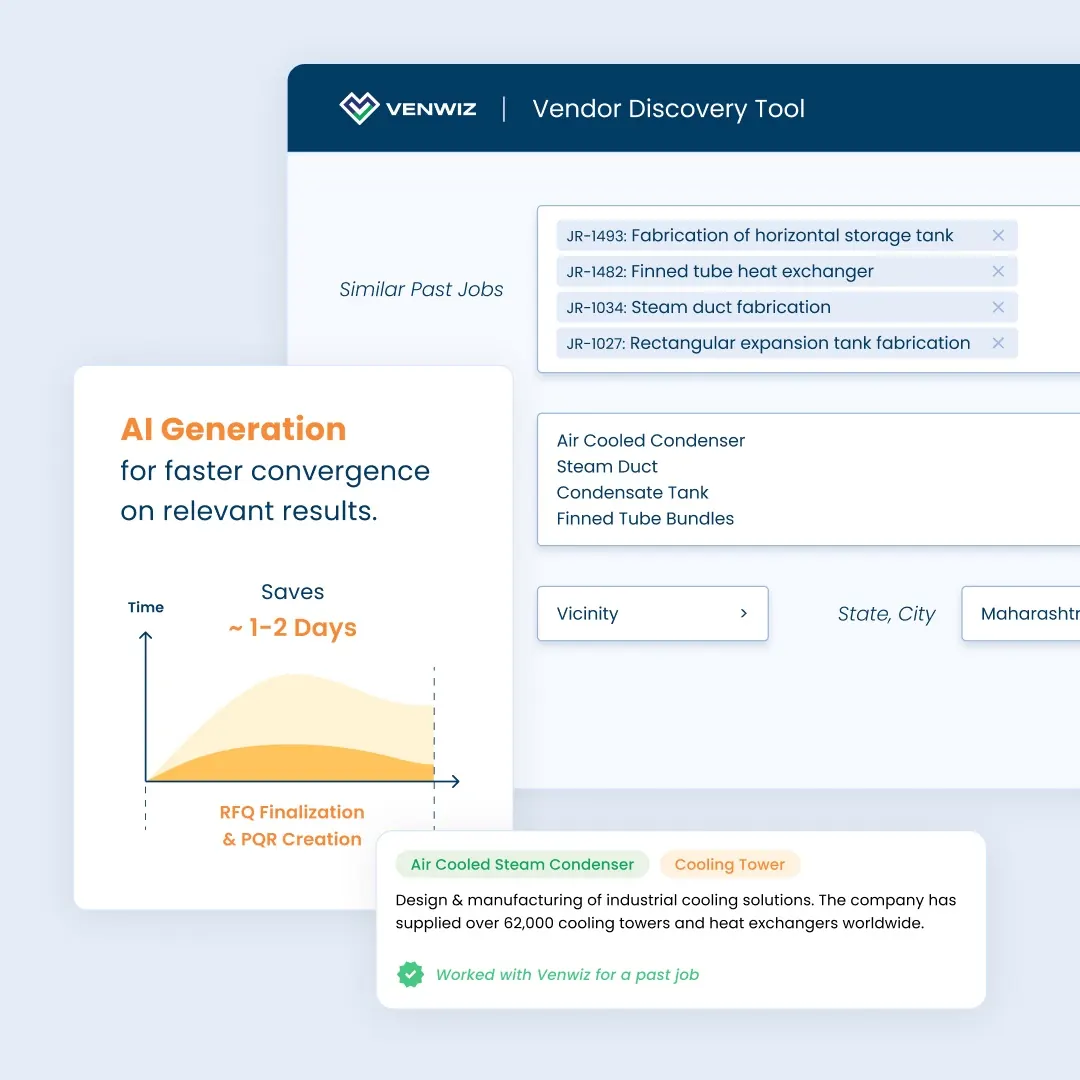 VENWIZ | Vendor Discovery Tool
Similar Past Jobs
JR-1493: Fabrication of horizontal storage tank
JR-1482: Finned tube heat exchanger
JR-1034: Steam duct fabrication
JR-1027: Rectangular expansion tank fabrication
Air Cooled Condenser
Steam Duct
Condensate Tank
Finned Tube Bundles
Vicinity
State, City
Maharashtr
AI Generation
for faster convergence
on relevant results.
Saves
~ 1-2 Days
Time
RFQ Finalization
& PQR Creation
Air Cooled Steam Condenser
Cooling Tower
Design & manufacturing of industrial cooling solutions. The company has
supplied over 62,000 cooling towers and heat exchangers worldwide.
Worked with Venwiz for a past job